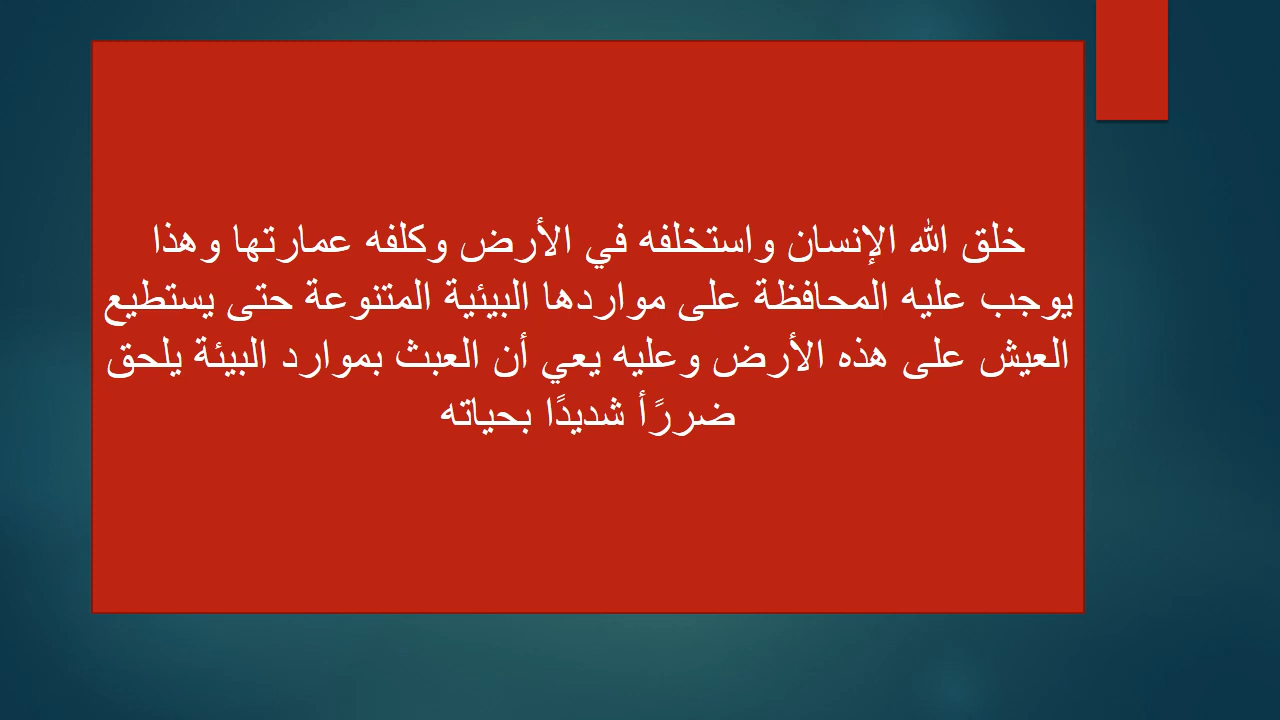 خلق الله الإنسان واستخلفه في الأرض وكلفه عمارتها وهذا
يوجب عليه المحافظة على مواردها البيئية المتنوعة حتى يستطيع
العيش على هذه الأرض وعليه يعي أن العبث بموارد البيئة يلحق
ضررًأ شديدًا بحياته